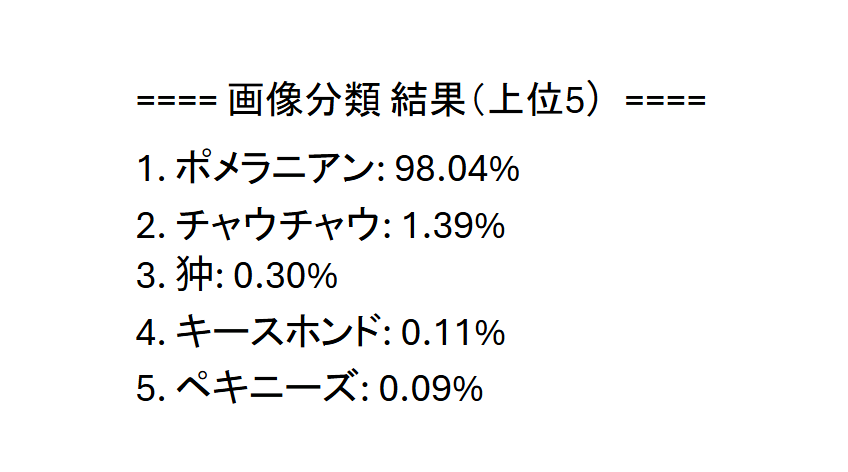 ==== 画像分類 結果（上位5） ====
1. ポメラニアン: 98.04%
2. チャウチャウ: 1.39%
3. 狆: 0.30%
4. キースホンド: 0.11%
5. ペキニーズ: 0.09%